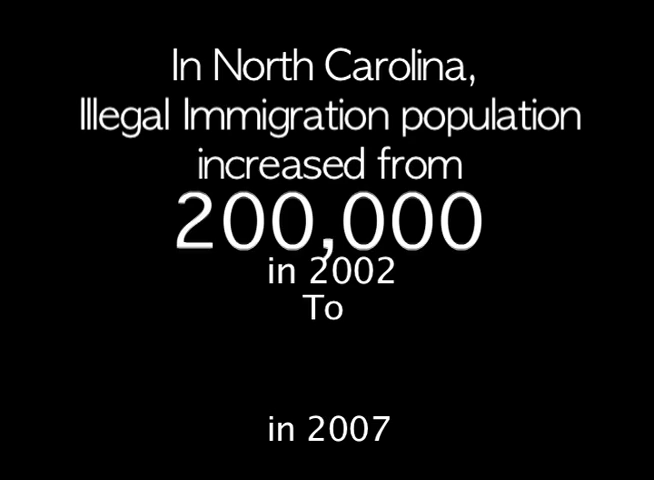 In North Carolina,
Illegal Immigration population
increased from
200,000
in 2002
To
in 2007